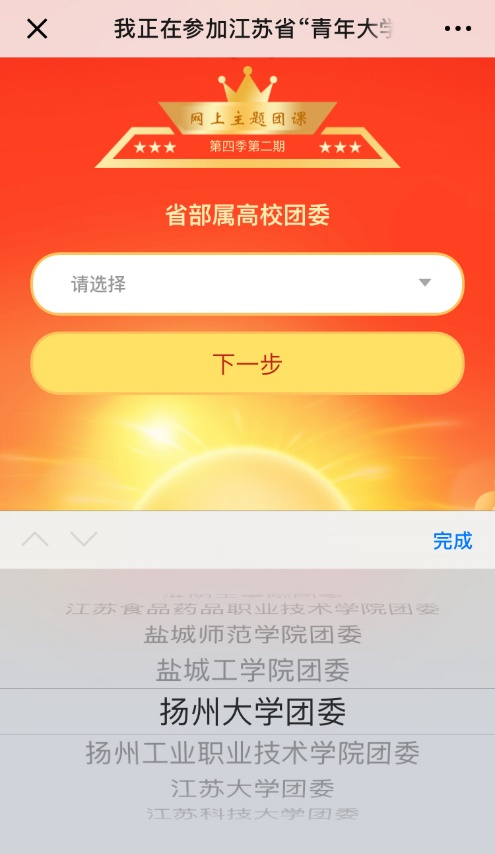 我正在参加江苏省“青年大学
网上主题团课
第四季第二期
省部属高校团委
请选择
下一步
完成
江苏食品药品职业技术学院团委
盐城师范学院团委
盐城工学院团委
扬州大学团委
扬州工业职业技术学院团委
江苏大学团委
江苏科技大学团委